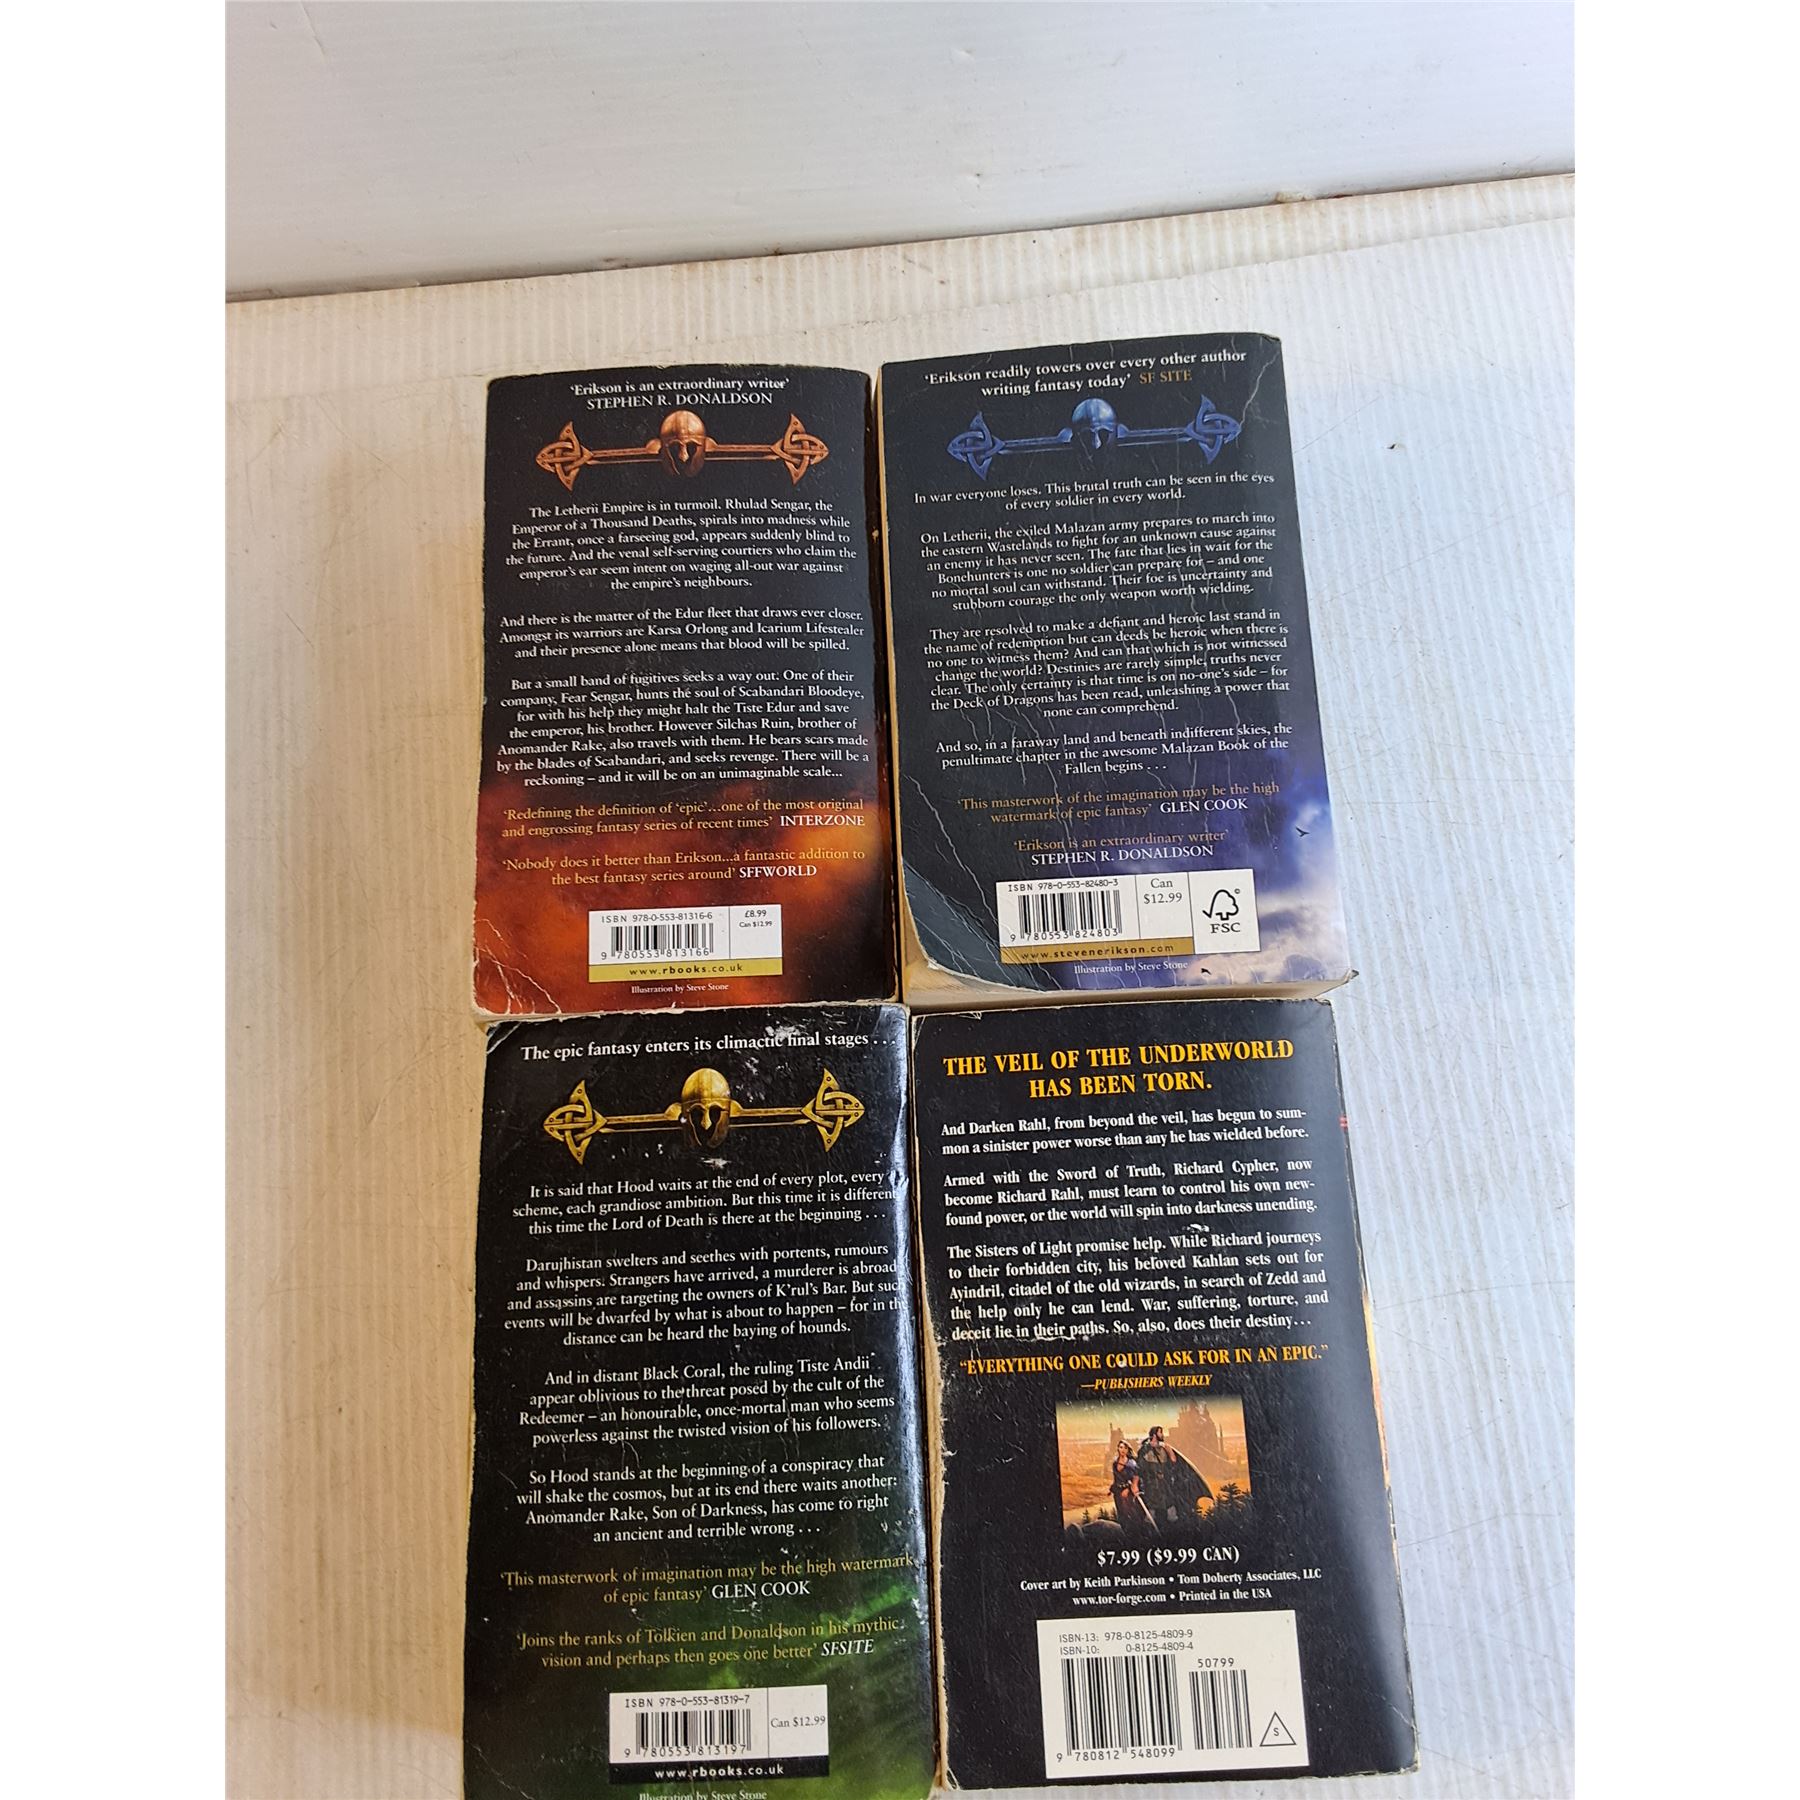 'Erikson is an extraordinary writer'
STEPHEN R. DONALDSON
The Letherii Empire is in turmoil. Rhulad Sengar, the
Emperor of a Thousand Deaths, spirals into madness while
the Errant, once a farseeing god, appears suddenly blind to
the future. And the venal self-serving courtiers who claim the
emperor's ear seem intent on waging all-out war against
the empire's neighbours.
And there is the matter of the Edur fleet that draws ever closer.
Amongst its warriors are Karsa Orlong and Icarium Lifestealer
and their presence alone means that blood will be spilled.
But a small band of fugitives seeks a way out. One of their
company, Fear Sengar, hunts the soul of Scabandari Bloodeye,
for with his help they might halt the Tiste Edur and save
the emperor, his brother. However Silchas Ruin, brother of
Anomander Rake, also travels with them. He bears scars made
by the blades of Scabandari, and seeks revenge. There will be a
reckoning – and it will be on an unimaginable scale...
'Redefining the definition of 'epic'...one of the most original
and engrossing fantasy series of recent times' INTERZONE
'Nobody does it better than Erikson...a fantastic addition to
the best fantasy series around' SFFWORLD
ISBN 978-0-553-81316-6
£8.99
Can $12.99
9 780553 813166
www.rbooks.co.uk
Illustration by Steve Stone
'Erikson readily towers over every other author
writing fantasy today' SF SITE
In war everyone loses. This brutal truth can be seen in the eyes
of every soldier in every world.
On Letherii, the exiled Malazan army prepares to march into
the eastern Wastelands to fight for an unknown cause against
an enemy it has never seen. The fate that lies in wait for the
Bonehunters is one no soldier can prepare for – and one
no mortal soul can withstand. Their foe is uncertainty and
stubborn courage the only weapon worth wielding.
They are resolved to make a defiant and heroic last stand in
the name of redemption but can deeds be heroic when there is
no one to witness them? And can that which is not witnessed
change the world? Destinies are rarely simple, truths never
clear. The only certainty is that time is on no-one's side – for
the Deck of Dragons has been read, unleashing a power that
none can comprehend.
And so, in a faraway land and beneath indifferent skies, the
penultimate chapter in the awesome Malazan Book of the
Fallen begins . . .
'This masterwork of the imagination may be the high
watermark of epic fantasy' GLEN COOK
'Erikson is an extraordinary writer'
STEPHEN R. DONALDSON
ISBN 978-0-553-82480-3
Can
$12.99
9 780553 824803
FSC
www.stevenerikson.com
Illustration by Steve Stone
The epic fantasy enters its climactic final stages . . .
It is said that Hood waits at the end of every plot, every
scheme, each grandiose ambition. But this time it is different
this time the Lord of Death is there at the beginning . . .
Darujhistan swelters and seethes with portents, rumours
and whispers. Strangers have arrived, a murderer is abroad
and assassins are targeting the owners of K'rul's Bar. But such
events will be dwarfed by what is about to happen – for in the
distance can be heard the baying of hounds.
And in distant Black Coral, the ruling Tiste Andii
appear oblivious to the threat posed by the cult of the
Redeemer – an honourable, once-mortal man who seems
powerless against the twisted vision of his followers.
So Hood stands at the beginning of a conspiracy that
will shake the cosmos, but at its end there waits another:
Anomander Rake, Son of Darkness, has come to right
an ancient and terrible wrong . . .
'This masterwork of imagination may be the high watermark
of epic fantasy' GLEN COOK
'Joins the ranks of Tolkien and Donaldson in his mythic
vision and perhaps then goes one better' SFSITE
ISBN 978-0-553-81319-7
Can $12.99
9 780553 813197
www.rbooks.co.uk
Illustration by Steve Stone
THE VEIL OF THE UNDERWORLD
HAS BEEN TORN.
And Darken Rahl, from beyond the veil, has begun to sum-
mon a sinister power worse than any he has wielded before.
Armed with the Sword of Truth, Richard Cypher, now
become Richard Rahl, must learn to control his own new-
found power, or the world will spin into darkness unending.
The Sisters of Light promise help. While Richard journeys
to their forbidden city, his beloved Kahlan sets out for
Ayindril, citadel of the old wizards, in search of Zedd and
the help only he can lend. War, suffering, torture, and
deceit lie in their paths. So, also, does their destiny...
"EVERYTHING ONE COULD ASK FOR IN AN EPIC."
—PUBLISHERS WEEKLY
$7.99 ($9.99 CAN)
Cover art by Keith Parkinson • Tom Doherty Associates, LLC
www.tor-forge.com • Printed in the USA
ISBN-13: 978-0-8125-4809-9
ISBN-10: 0-8125-4809-4
50799
9 780812 548099
S